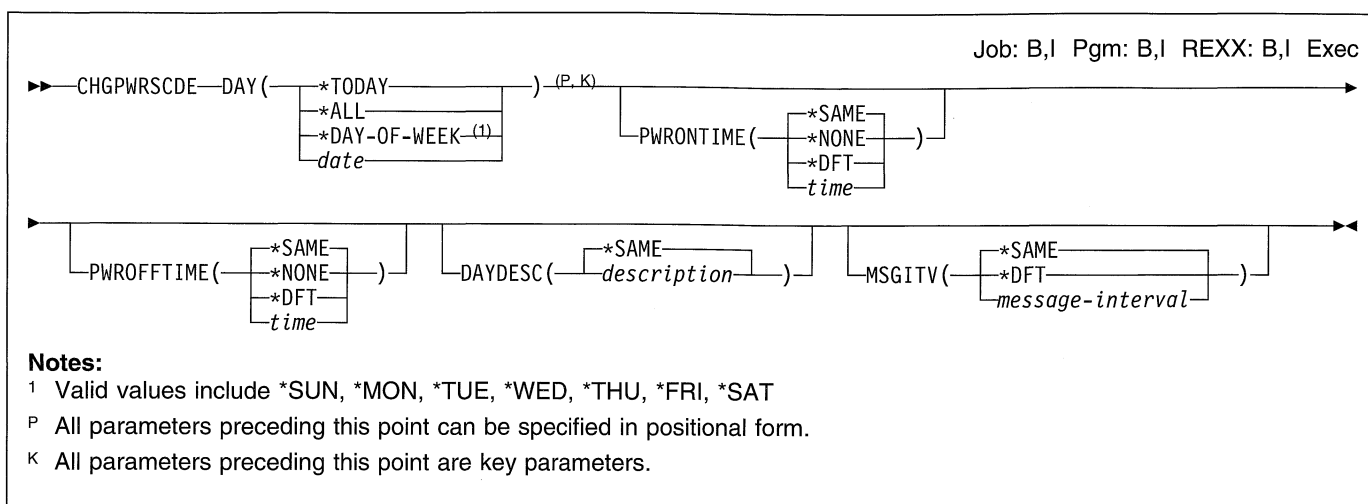 Job: B,I Pgm: B,I REXX: B,I Exec
CHGPWRSCDE DAY( *TODAY ) (P, K)
*ALL
*DAY-OF-WEEK (1)
date
PWRONTIME( *SAME )
*NONE
*DFT
time
PWROFFTIME( *SAME )
*NONE
*DFT
time
DAYDESC( *SAME )
description
MSGITV( *SAME )
*DFT
message-interval
Notes:
1 Valid values include *SUN, *MON, *TUE, *WED, *THU, *FRI, *SAT
P All parameters preceding this point can be specified in positional form.
K All parameters preceding this point are key parameters.